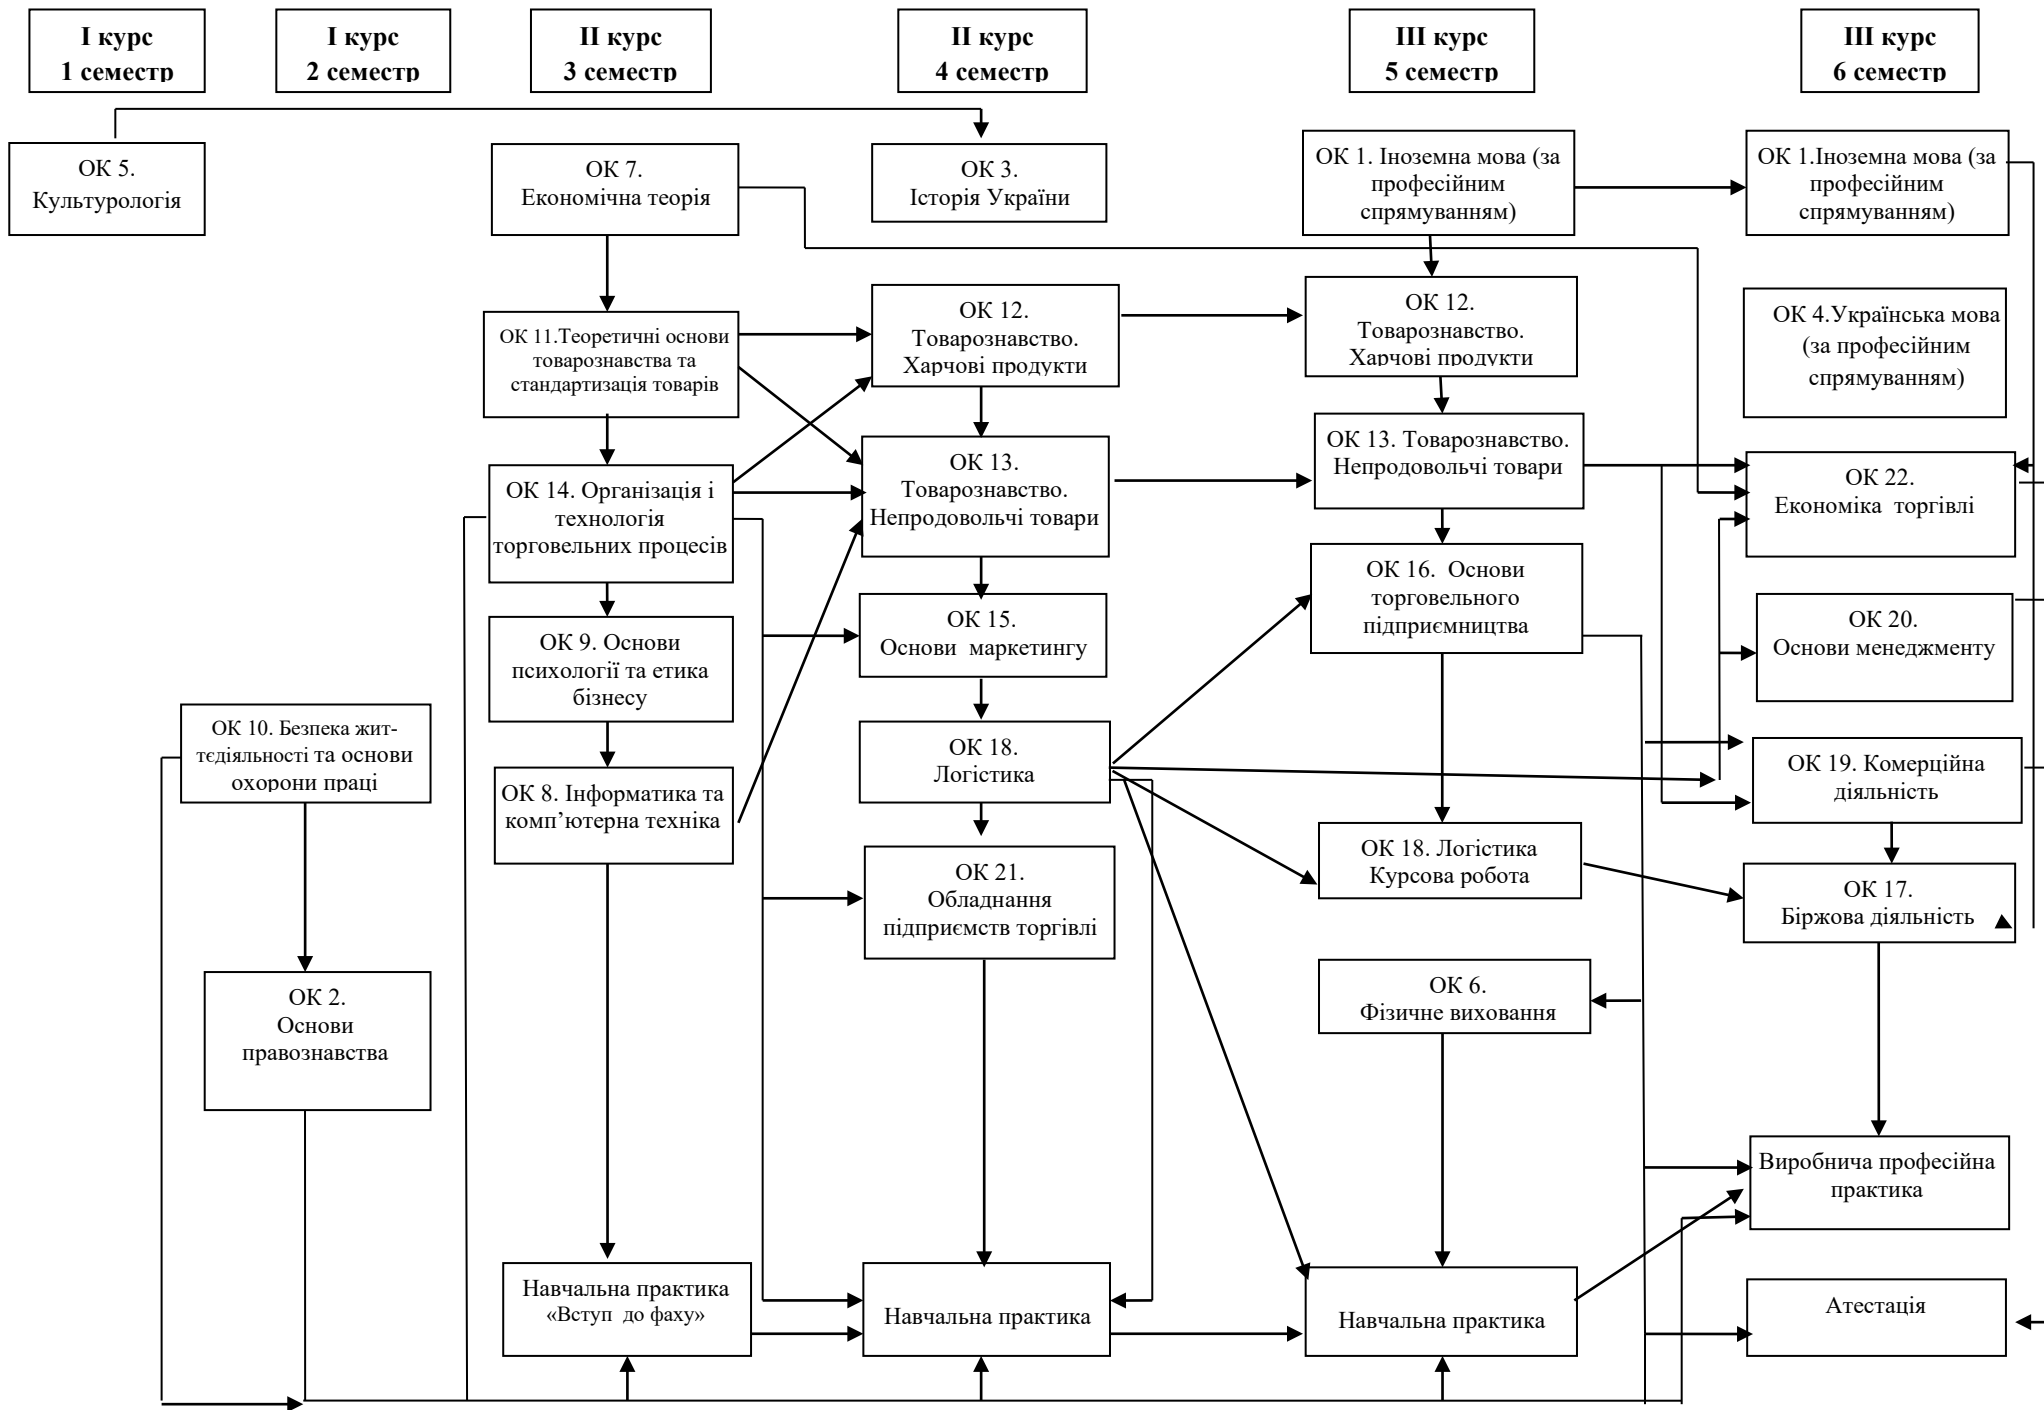 І курс
1 семестр
І курс
2 семестр
ІІ курс
3 семестр
ІІ курс
4 семестр
ІІІ курс
5 семестр
ІІІ курс
6 семестр
ОК 5.
Культурологія
ОК 10. Безпека жит-
тєдіяльності та основи
охорони праці
ОК 2.
Основи
правознавства
ОК 7.
Економічна теорія
ОК 11.Теоретичні основи
товарознавства та
стандартизація товарів
ОК 14. Організація і
технологія
торговельних процесів
ОК 9. Основи
психології та етика
бізнесу
ОК 8. Інформатика та
комп’ютерна техніка
Навчальна практика
«Вступ до фаху»
ОК 3.
Історія України
ОК 12.
Товарознавство.
Харчові продукти
ОК 13.
Товарознавство.
Непродовольчі товари
ОК 15.
Основи маркетингу
ОК 18.
Логістика
ОК 21.
Обладнання
підприємств торгівлі
Навчальна практика
ОК 1. Іноземна мова (за
професійним
спрямуванням)
ОК 12.
Товарознавство.
Харчові продукти
ОК 13. Товарознавство.
Непродовольчі товари
ОК 16. Основи
торговельного
підприємництва
ОК 18. Логістика
Курсова робота
ОК 6.
Фізичне виховання
Навчальна практика
ОК 1.Іноземна мова (за
професійним
спрямуванням)
ОК 4.Українська мова
(за професійним
спрямуванням)
ОК 22.
Економіка торгівлі
ОК 20.
Основи менеджменту
ОК 19. Комерційна
діяльність
ОК 17.
Біржова діяльність
Виробнича професійна
практика
Атестація